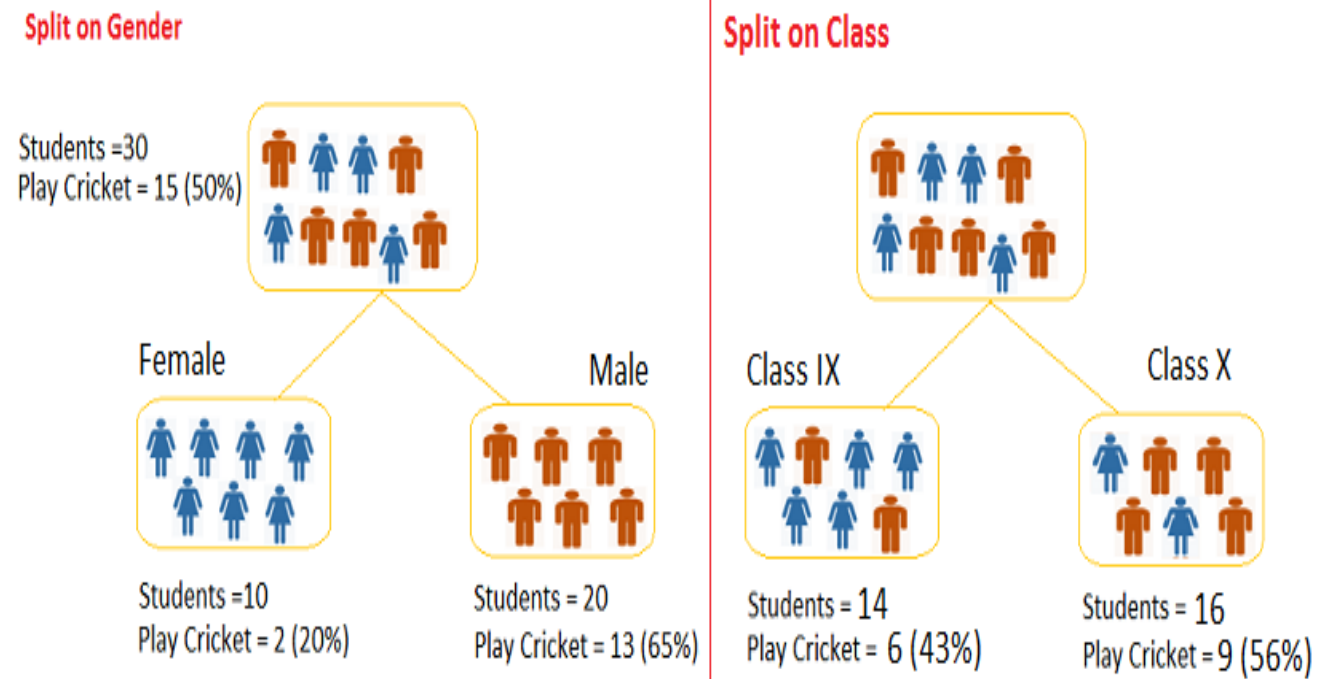 Split on Gender
Students =30
Play Cricket = 15 (50%)
Female
Male
Students =10
Play Cricket = 2 (20%)
Students = 20
Play Cricket = 13 (65%)
Split on Class
Class IX
Class X
Students = 14
Play Cricket = 6 (43%)
Students = 16
Play Cricket = 9 (56%)